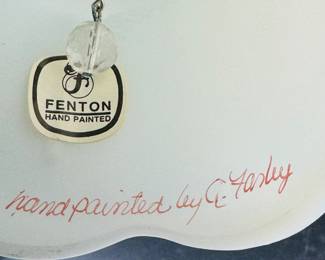 FENTON
HAND PAINTED
hand painted by C. Farley